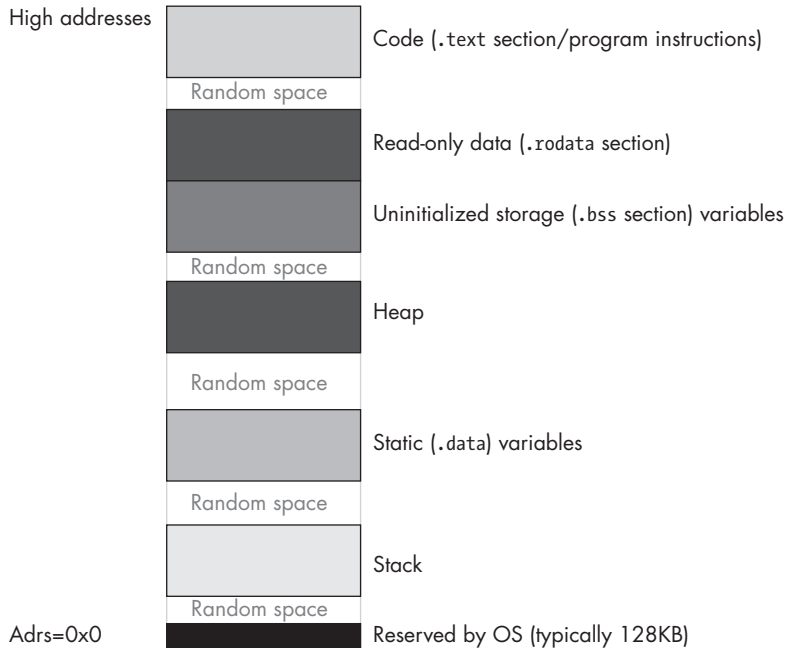 High addresses
Code (.text section/program instructions)
Random space
Read-only data (.rodata section)
Uninitialized storage (.bss section) variables
Random space
Heap
Random space
Static (.data) variables
Random space
Stack
Random space
Adrs=0x0
Reserved by OS (typically 128KB)